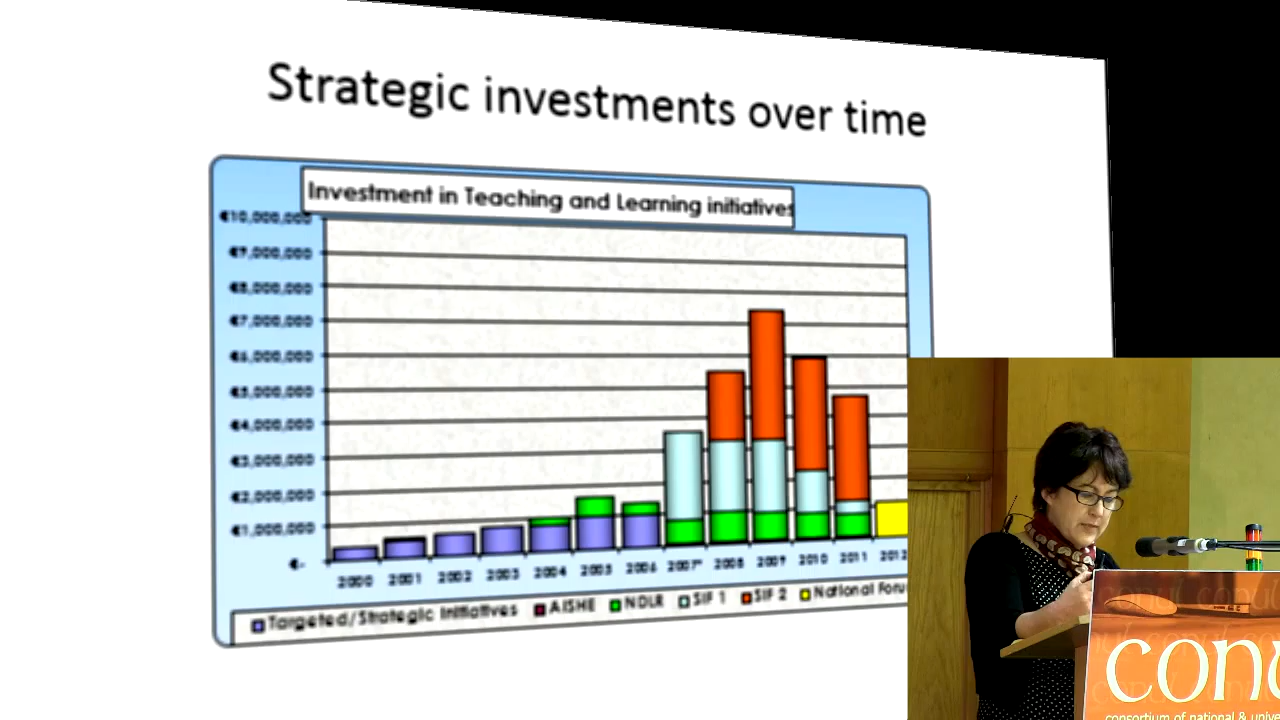 Strategic investments over time
Investment in Teaching and Learning initiatives
€10,000,000
€9,000,000
€8,000,000
€7,000,000
€6,000,000
€5,000,000
€4,000,000
€3,000,000
€2,000,000
€1,000,000
€-
2000 2001 2002 2003 2004 2005 2006 2007* 2008 2009 2010 2011 2012
Targeted/Strategic Initiatives AISHE NDLR SIF 1 SIF 2 National Foru
conu
consortium of national & unive